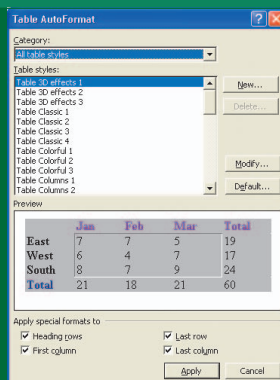 Table AutoFormat
Category:
All table styles
Table styles:
Table 3D effects 1
Table 3D effects 2
Table 3D effects 3
Table Classic 1
Table Classic 2
Table Classic 3
Table Classic 4
Table Colorful 1
Table Colorful 2
Table Colorful 3
Table Columns 1
Table Columns 2
New...
Delete...
Modify...
Default...
Preview
Jan Feb Mar Total
East 7 7 5 19
West 6 4 7 17
South 8 7 9 24
Total 21 18 21 60
Apply special formats to
Heading rows Last row
First column Last column
Apply Cancel